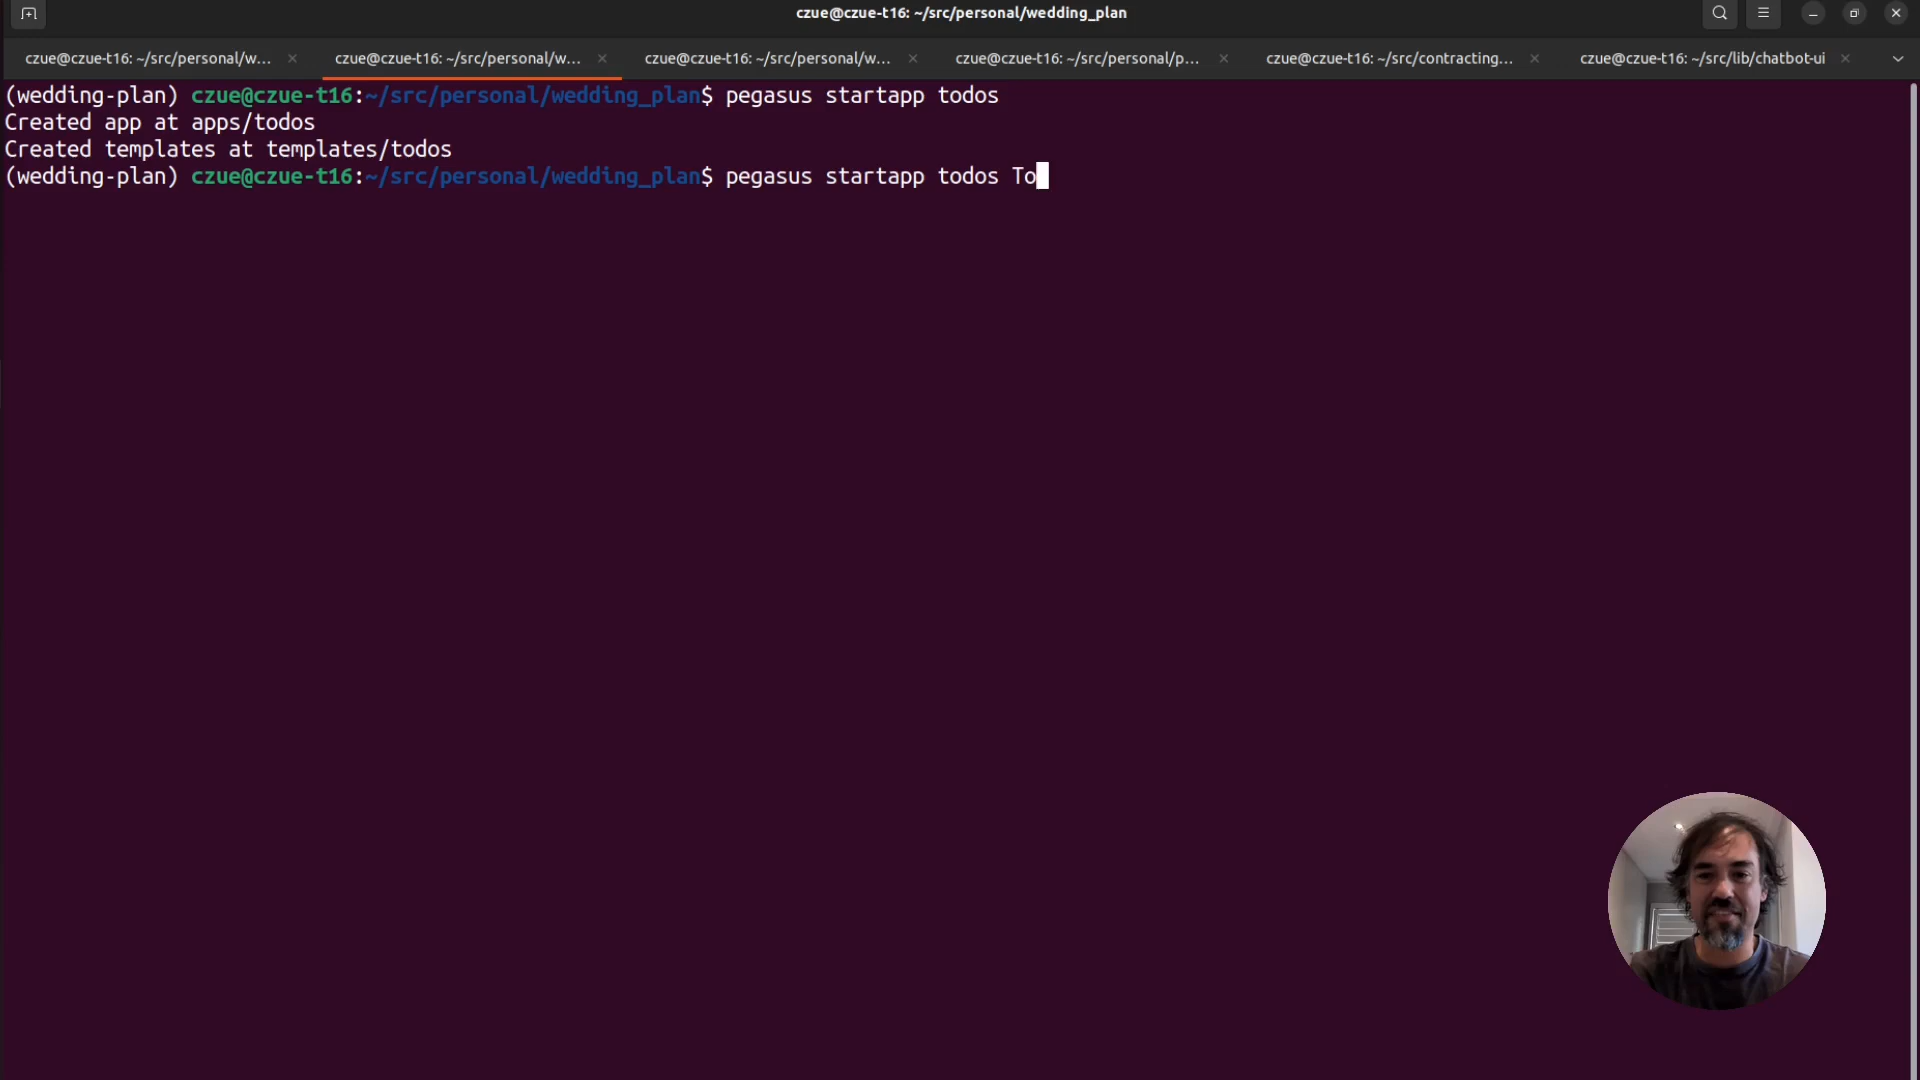 czue@czue-t16: ~/src/personal/wedding_plan
czue@czue-t16: ~/src/personal/w... czue@czue-t16: ~/src/personal/w... czue@czue-t16: ~/src/personal/w... czue@czue-t16: ~/src/personal/p... czue@czue-t16: ~/src/contracting... czue@czue-t16: ~/src/lib/chatbot-ui
(wedding-plan) czue@czue-t16:~/src/personal/wedding_plan$ pegasus startapp todos
Created app at apps/todos
Created templates at templates/todos
(wedding-plan) czue@czue-t16:~/src/personal/wedding_plan$ pegasus startapp todos To